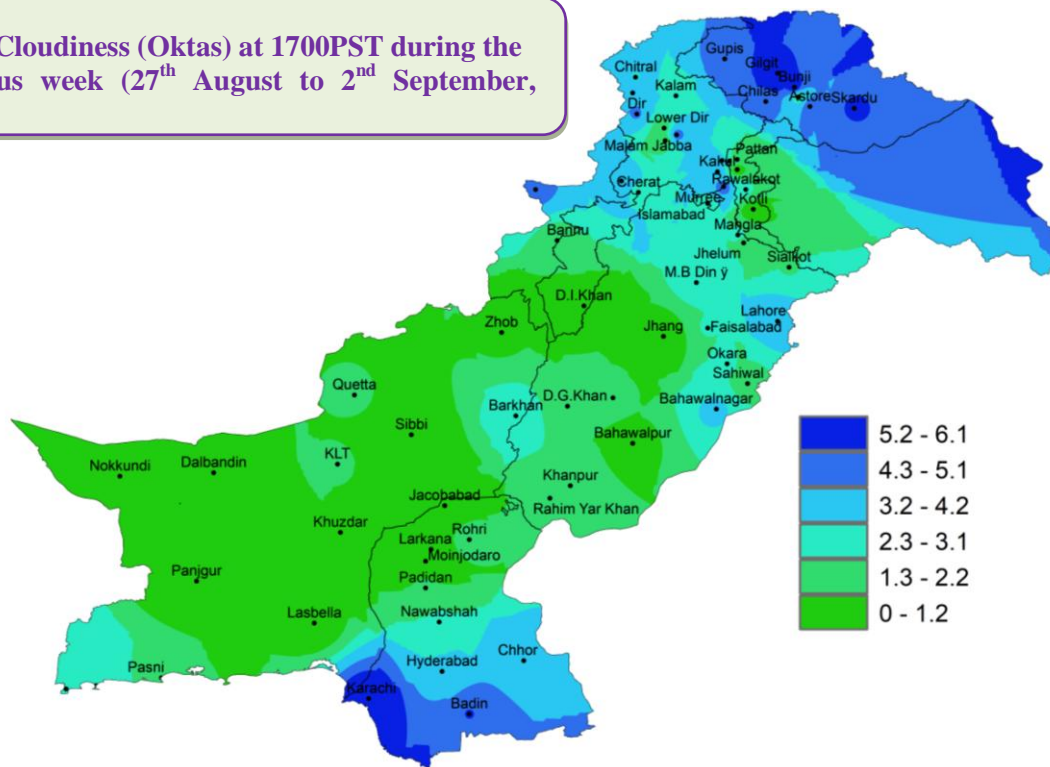 Cloudiness (Oktas) at 1700PST during the
us week (27th August to 2nd September,
Gupis
Gilgit
Chitral
Bunji
Kalam
Chilas
Astore
Skardu
Dir
Lower Dir
Malam Jabba
Pattan
Kakul
Cherat
Rawalakot
Murree
Kotli
Islamabad
Mangla
Bannu
Jhelum
Sialkot
M.B Din ÿ
D.I.Khan
Lahore
Zhob
Jhang
Faisalabad
Okara
Sahiwal
Quetta
D.G.Khan
Bahawalnagar
Barkhan
Sibbi
Bahawalpur
KLT
Nokkundi
Dalbandin
Khanpur
Jacobabad
Rahim Yar Khan
Khuzdar
Rohri
Larkana
Moinjodaro
Panjgur
Padidan
Lasbella
Nawabshah
Chhor
Hyderabad
Pasni
Karachi
Badin
5.2 - 6.1
4.3 - 5.1
3.2 - 4.2
2.3 - 3.1
1.3 - 2.2
0 - 1.2